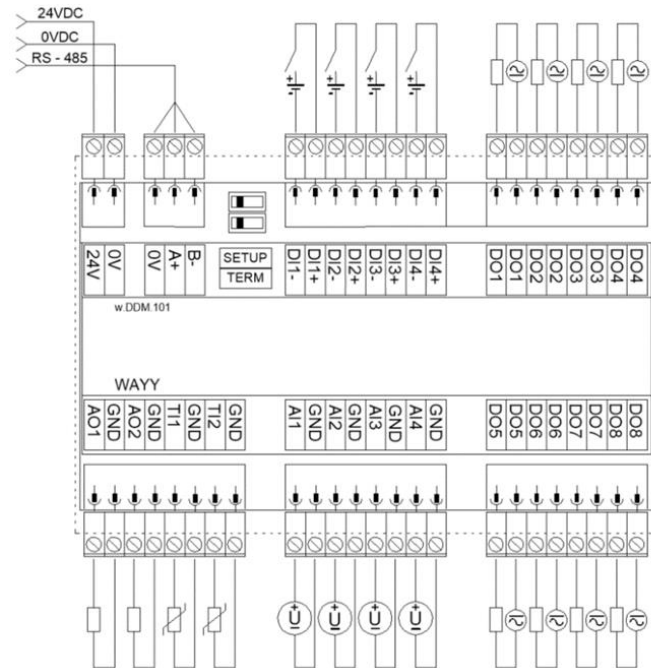 24VDC
0VDC
RS - 485
24V 0V 0V A+ B- SETUP DI1- DI1+ DI2- DI2+ DI3- DI3+ DI4- DI4+ DO1 DO1 DO2 DO2 DO3 DO3 DO4 DO4
TERM
w.DDM.101
WAYY
AO1 GND AO2 GND TI1 GND TI2 GND AI1 GND AI2 GND AI3 GND AI4 GND DO5 DO5 DO6 DO6 DO7 DO7 DO8 DO8